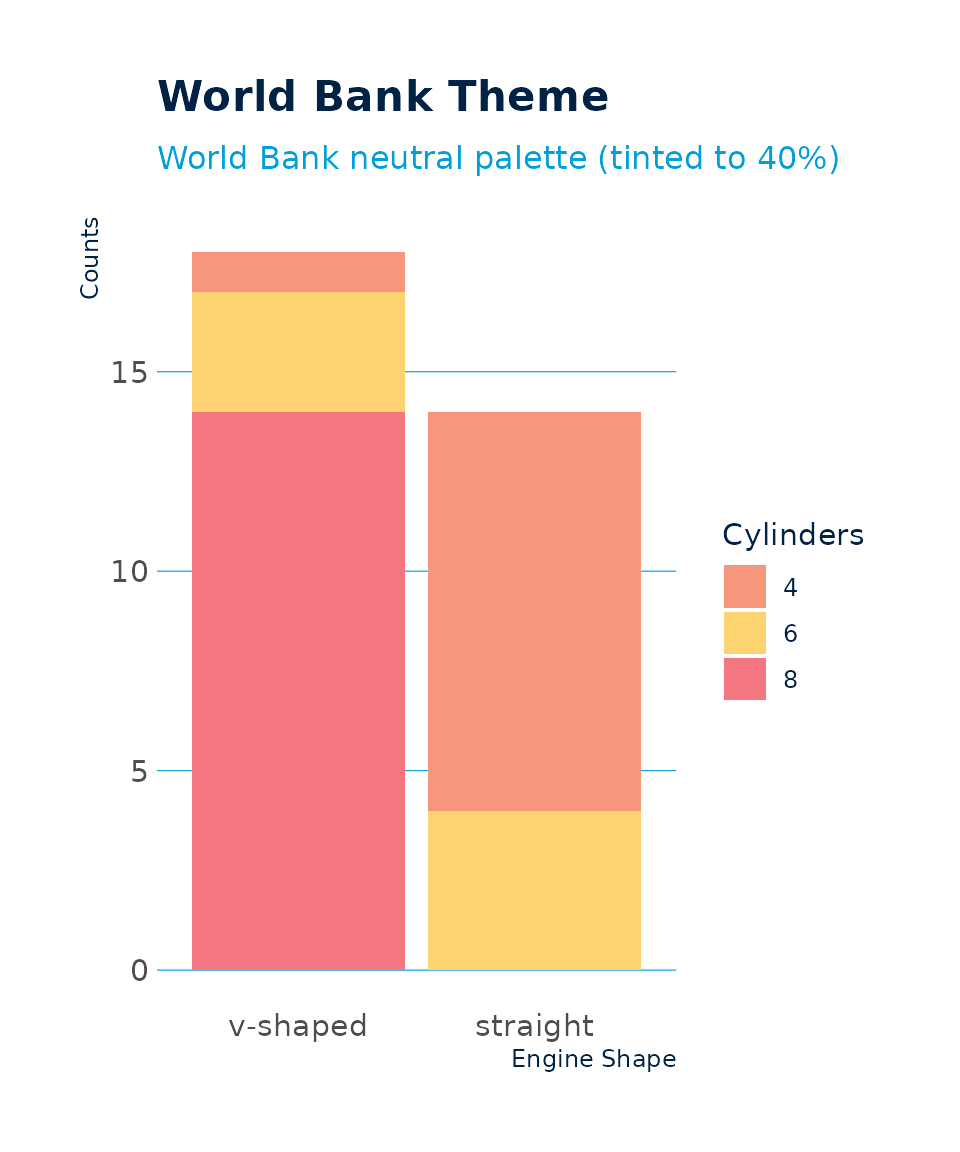 World Bank Theme
World Bank neutral palette (tinted to 40%)
Counts
15
10
5
0
v-shaped
straight
Engine Shape
Cylinders
4
6
8